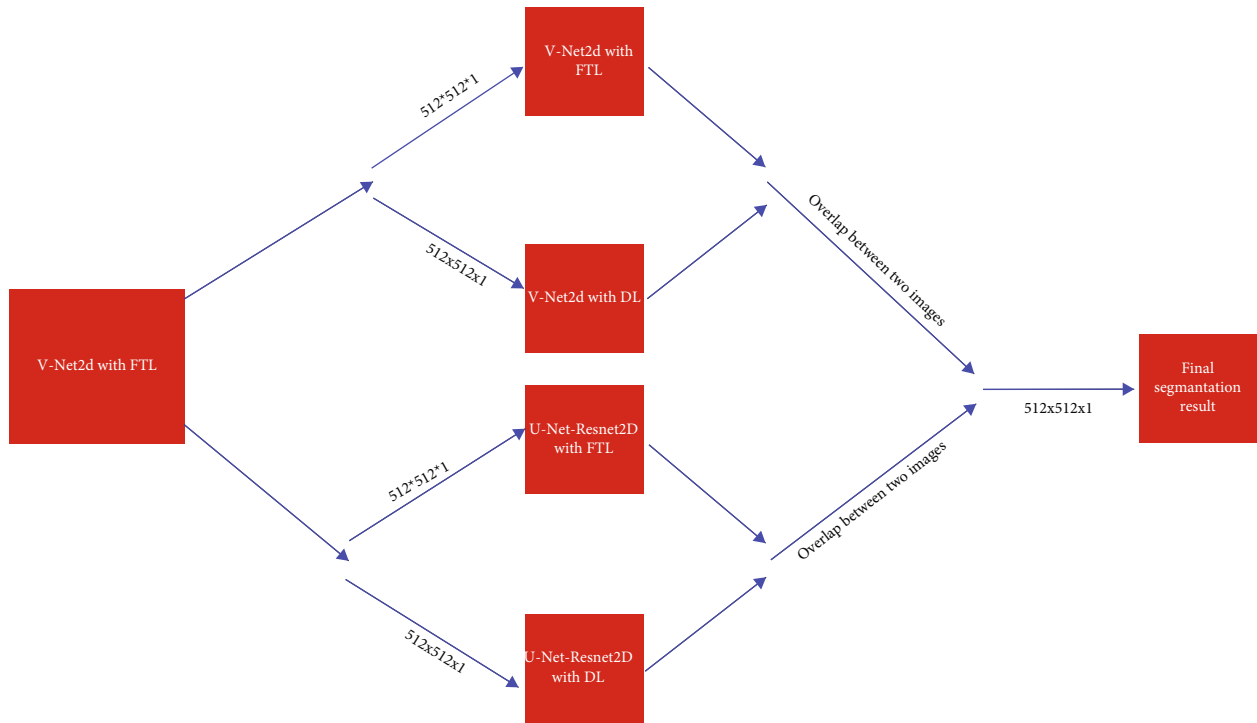 V-Net2d with
FTL
512*512*1
Overlap between two images
512x512x1
V-Net2d with DL
V-Net2d with FTL
Final
segmantation
result
512x512x1
U-Net-Resnet2D
with FTL
512*512*1
Overlap between two images
512x512x1
U-Net-Resnet2D
with DL